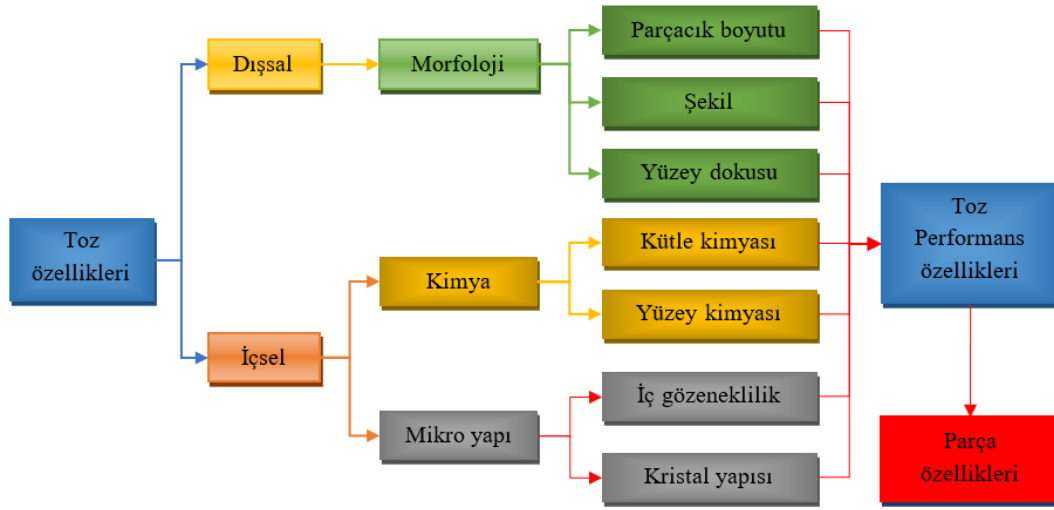 Toz
özellikleri
Dışsal
İçsel
Morfoloji
Kimya
Mikro yapı
Parçacık boyutu
Şekil
Yüzey dokusu
Kütle kimyası
Yüzey kimyası
İç gözeneklilik
Kristal yapısı
Toz
Performans
özellikleri
Parça
özellikleri